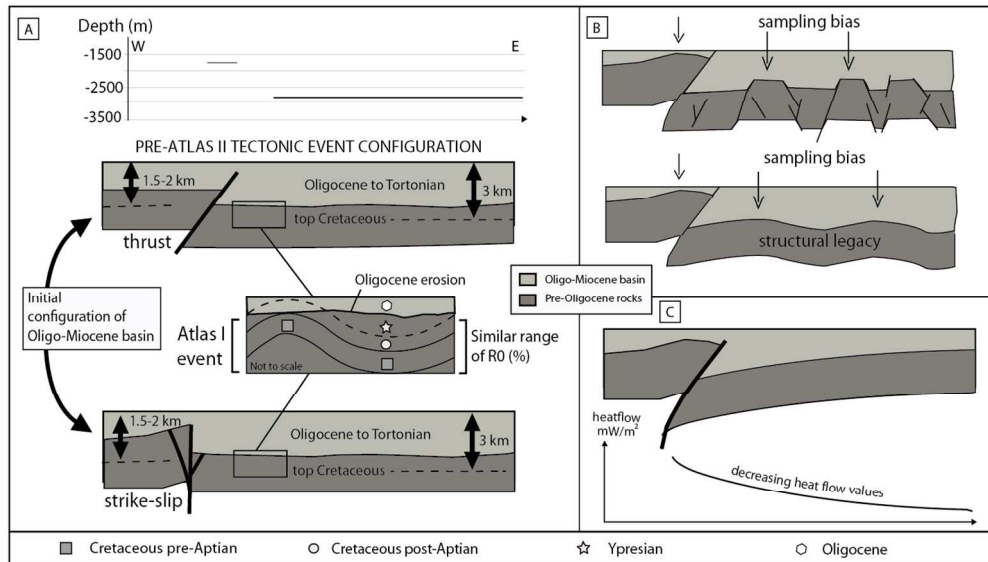 A
Depth (m)
W
E
-1500
-2500
-3500
PRE-ATLAS II TECTONIC EVENT CONFIGURATION
1.5-2 km
Oligocene to Tortonian
3 km
top Cretaceous
thrust
Initial
configuration of
Oligo-Miocene basin
Oligocene erosion
Atlas I
event
Not to scale
Similar range
of R0 (%)
1.5-2 km
Oligocene to Tortonian
3 km
top Cretaceous
strike-slip
B
sampling bias
sampling bias
structural legacy
Oligo-Miocene basin
Pre-Oligocene rocks
C
heatflow
mW/m²
decreasing heat flow values
Cretaceous pre-Aptian
Cretaceous post-Aptian
Ypresian
Oligocene